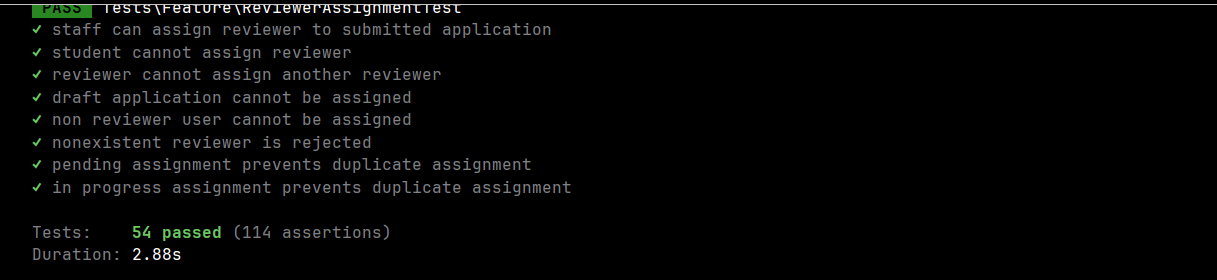 PASS Tests\Feature\ReviewerAssignmentTest
✓ staff can assign reviewer to submitted application
✓ student cannot assign reviewer
✓ reviewer cannot assign another reviewer
✓ draft application cannot be assigned
✓ non reviewer user cannot be assigned
✓ nonexistent reviewer is rejected
✓ pending assignment prevents duplicate assignment
✓ in progress assignment prevents duplicate assignment
Tests: 54 passed (114 assertions)
Duration: 2.88s